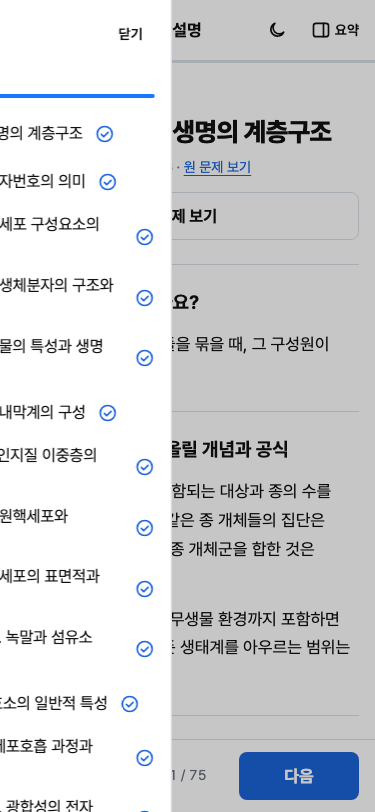 닫기
설명
요약
명의 계층구조
자번호의 의미
세포 구성요소의
생체분자의 구조와
물의 특성과 생명
내막계의 구성
인지질 이중층의
원핵세포와
세포의 표면적과
녹말과 섬유소
효소의 일반적 특성
세포호흡 과정과
광합성의 전자
생명의 계층구조
· 원 문제 보기
제 보기
요?
들을 묶을 때, 그 구성원이
올릴 개념과 공식
함되는 대상과 종의 수를
같은 종 개체들의 집단은
종 개체군을 합한 것은
무생물 환경까지 포함하면
생태계를 아우르는 범위는
1 / 75
다음